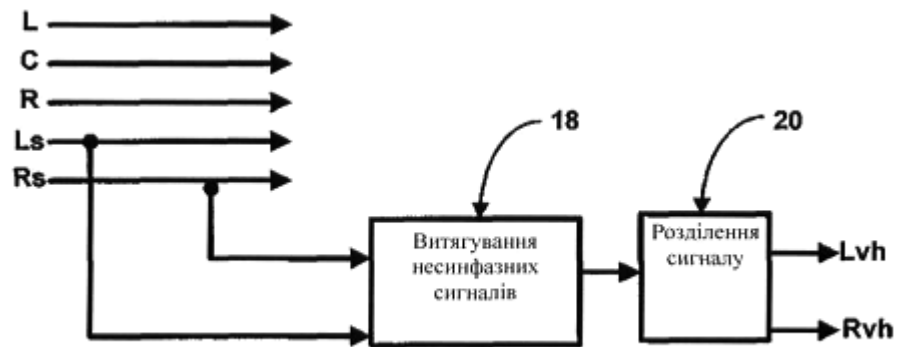 L
C
R
Ls
Rs
18
20
Витягування
несинфазних
сигналів
Розділення
сигналу
Lvh
Rvh